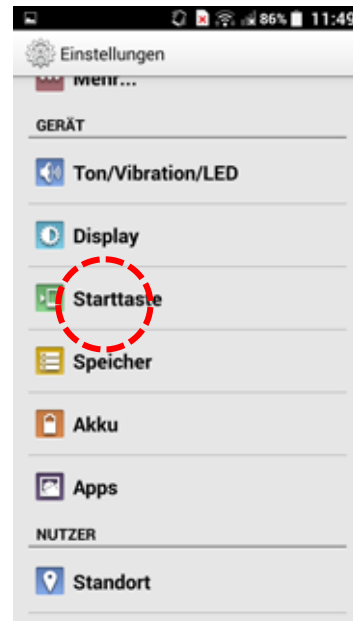 86% 11:49
Einstellungen
Mehr...
GERÄT
Ton/Vibration/LED
Display
Starttaste
Speicher
Akku
Apps
NUTZER
Standort